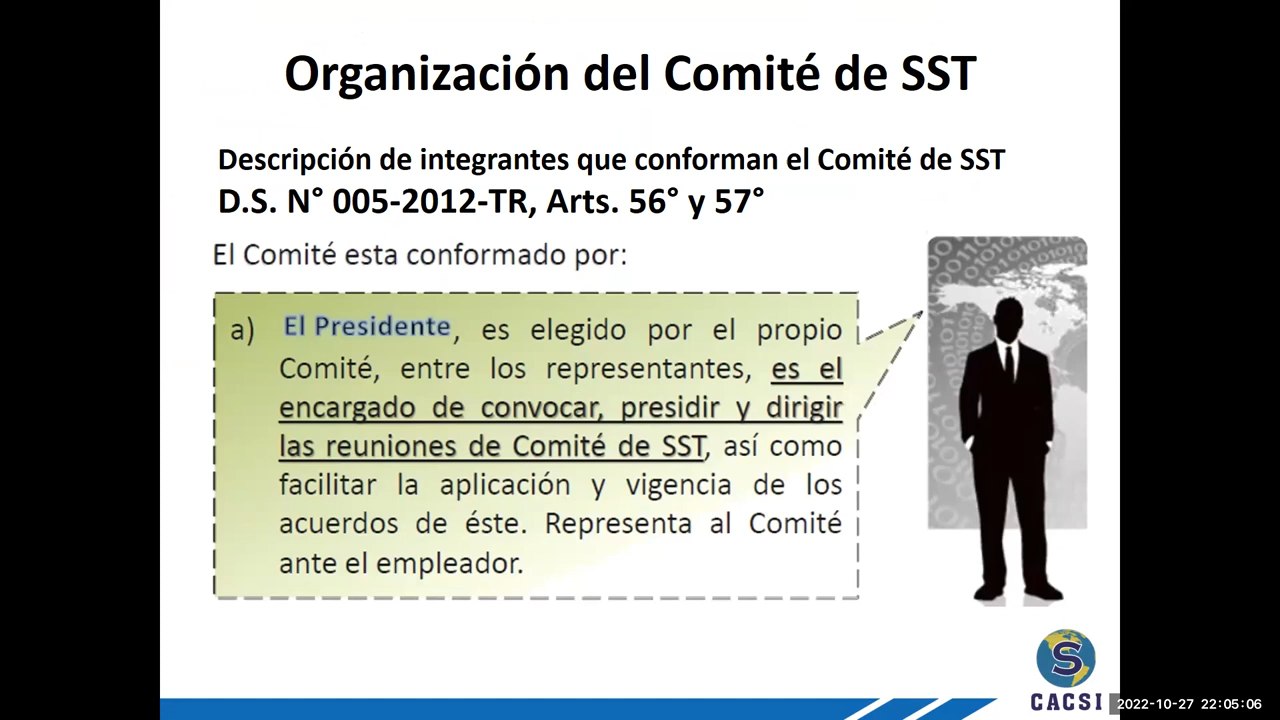 Organización del Comité de SST
Descripción de integrantes que conforman el Comité de SST
D.S. N° 005-2012-TR, Arts. 56° y 57°
El Comité esta conformado por:
a) El Presidente, es elegido por el propio
Comité, entre los representantes, es el
encargado de convocar, presidir y dirigir
las reuniones de Comité de SST, así como
facilitar la aplicación y vigencia de los
acuerdos de éste. Representa al Comité
ante el empleador.
S
CACSI
2022-10-27 22:05:06